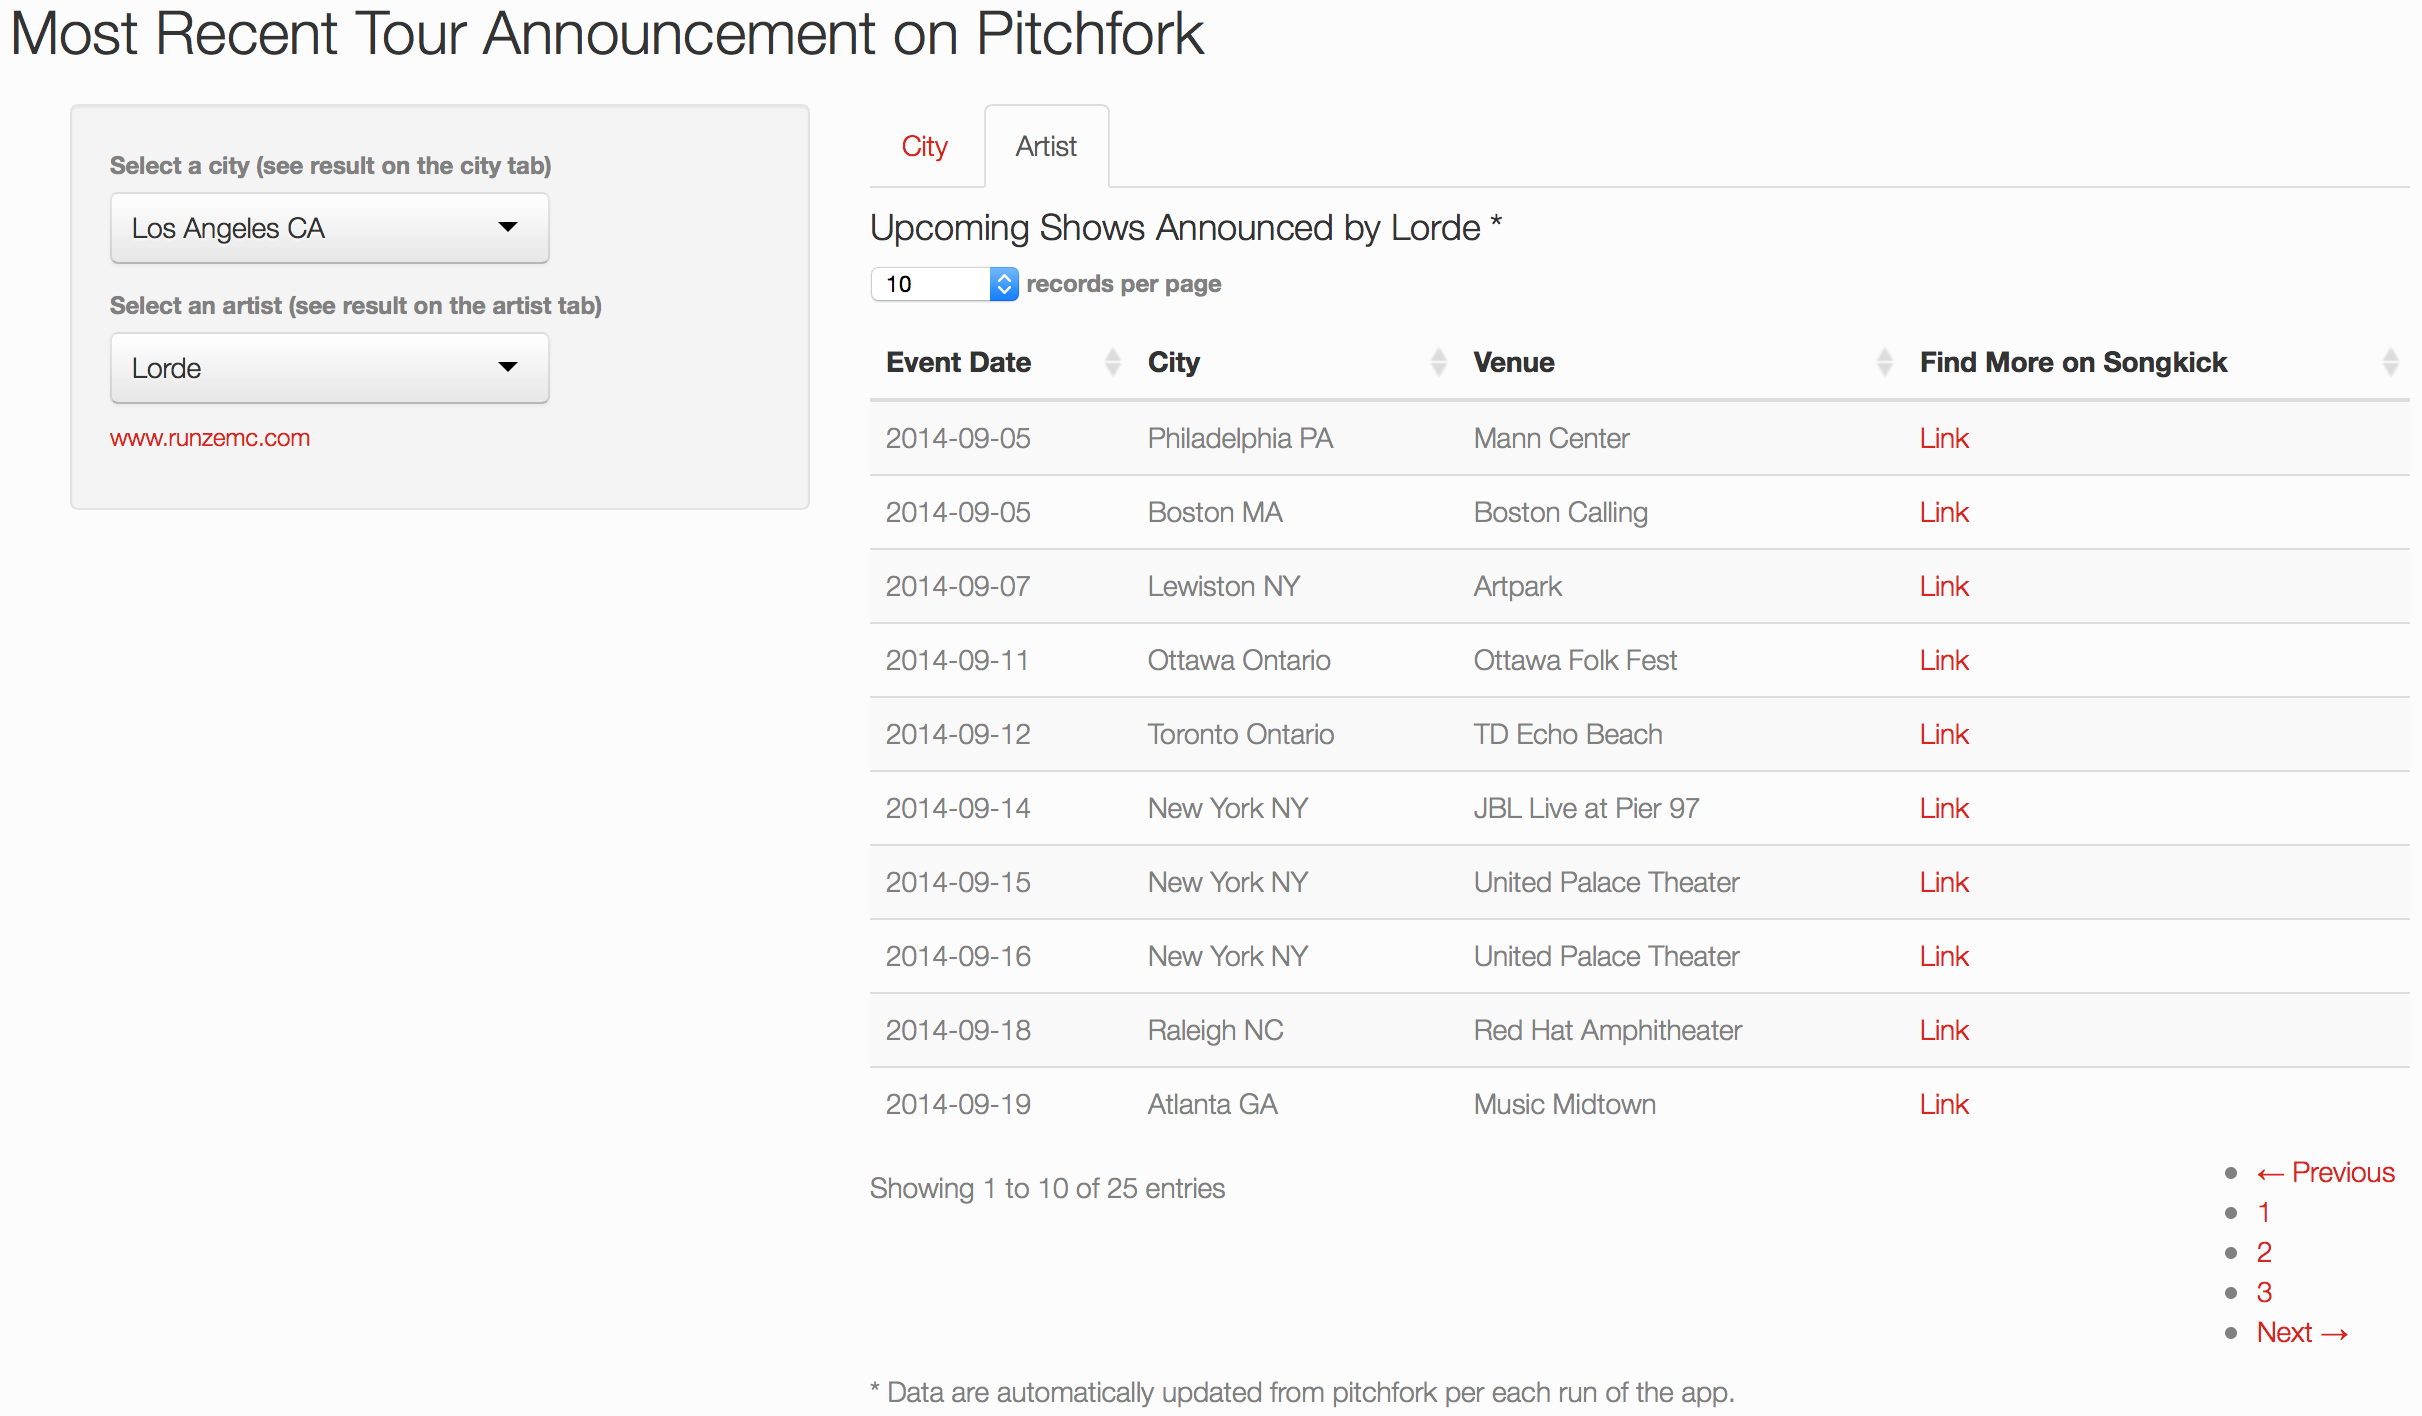 Most Recent Tour Announcement on Pitchfork
Select a city (see result on the city tab)
Los Angeles CA
Select an artist (see result on the artist tab)
Lorde
www.runzemc.com
City Artist
Upcoming Shows Announced by Lorde *
10 records per page
Event Date City Venue Find More on Songkick
2014-09-05 Philadelphia PA Mann Center Link
2014-09-05 Boston MA Boston Calling Link
2014-09-07 Lewiston NY Artpark Link
2014-09-11 Ottawa Ontario Ottawa Folk Fest Link
2014-09-12 Toronto Ontario TD Echo Beach Link
2014-09-14 New York NY JBL Live at Pier 97 Link
2014-09-15 New York NY United Palace Theater Link
2014-09-16 New York NY United Palace Theater Link
2014-09-18 Raleigh NC Red Hat Amphitheater Link
2014-09-19 Atlanta GA Music Midtown Link
Showing 1 to 10 of 25 entries
← Previous
1
2
3
Next →
* Data are automatically updated from pitchfork per each run of the app.